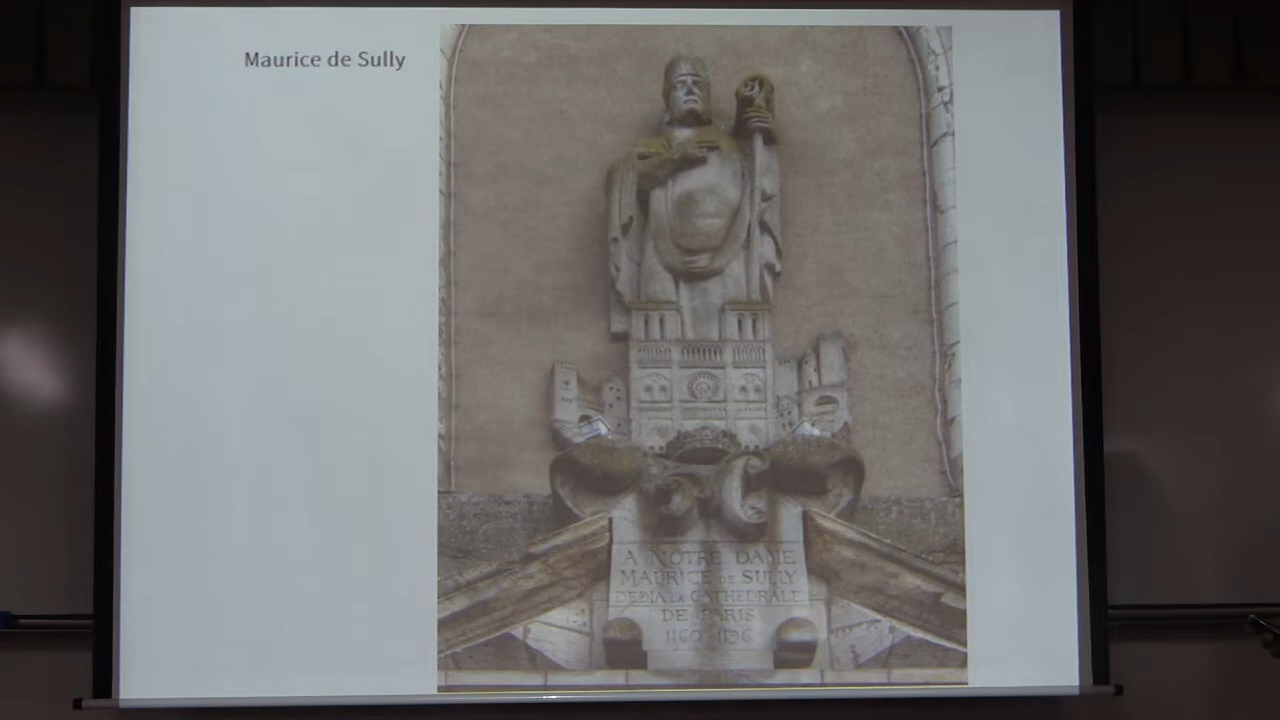 Maurice de Sully
A NOTRE DAME
MAURICE DE SULLY
DEDIA LA CATHEDRALE
DE PARIS
1160 1196